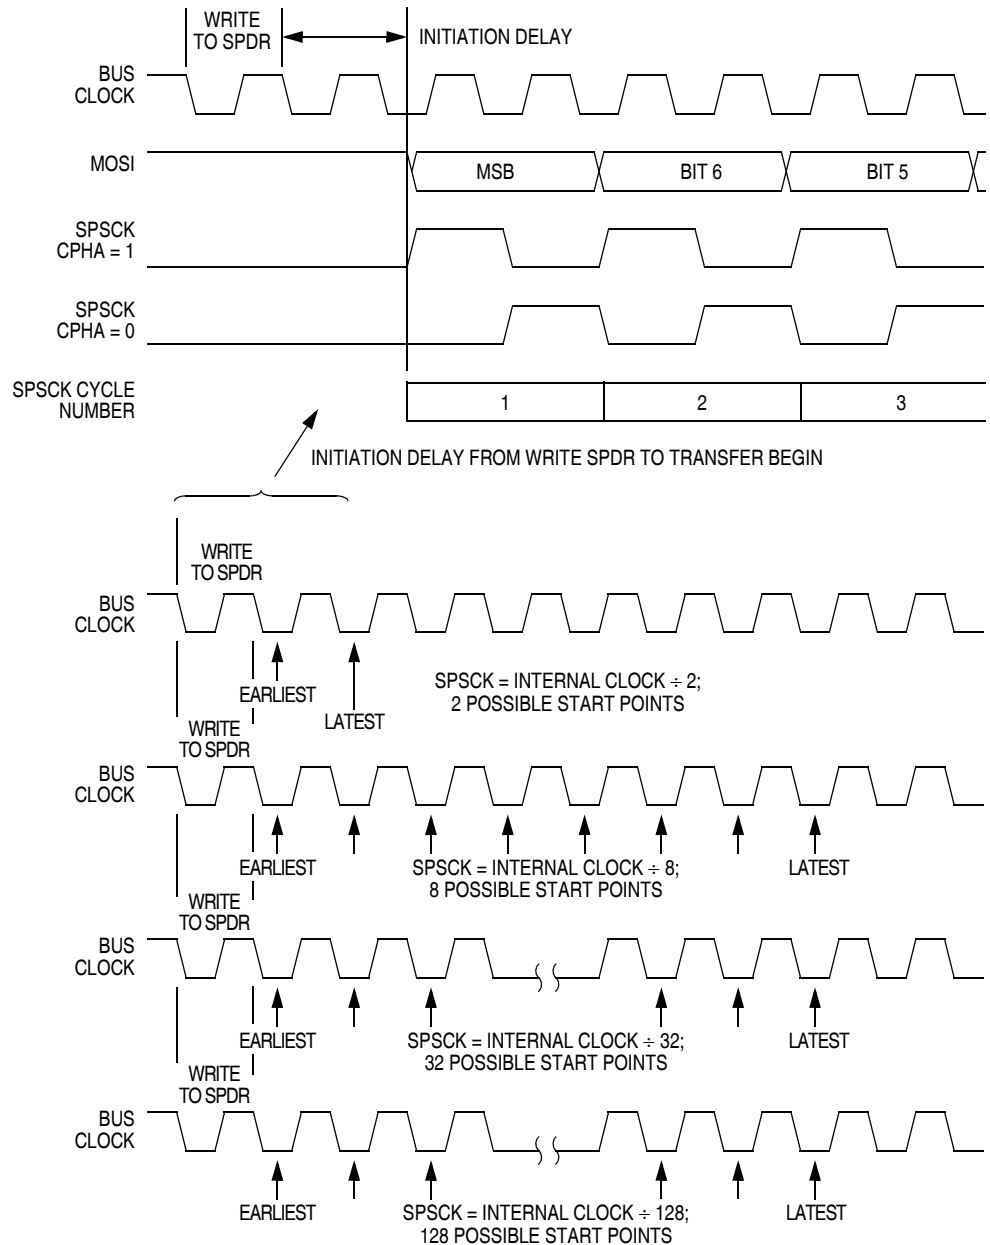 WRITE
TO SPDR
INITIATION DELAY
BUS
CLOCK
MOSI
MSB
BIT 6
BIT 5
SPSCK
CPHA = 1
SPSCK
CPHA = 0
SPSCK CYCLE
NUMBER
1
2
3
INITIATION DELAY FROM WRITE SPDR TO TRANSFER BEGIN
WRITE
TO SPDR
BUS
CLOCK
EARLIEST
LATEST
SPSCK = INTERNAL CLOCK ÷ 2;
2 POSSIBLE START POINTS
WRITE
TO SPDR
BUS
CLOCK
EARLIEST
SPSCK = INTERNAL CLOCK ÷ 8;
8 POSSIBLE START POINTS
LATEST
WRITE
TO SPDR
BUS
CLOCK
EARLIEST
SPSCK = INTERNAL CLOCK ÷ 32;
32 POSSIBLE START POINTS
LATEST
WRITE
TO SPDR
BUS
CLOCK
EARLIEST
SPSCK = INTERNAL CLOCK ÷ 128;
128 POSSIBLE START POINTS
LATEST